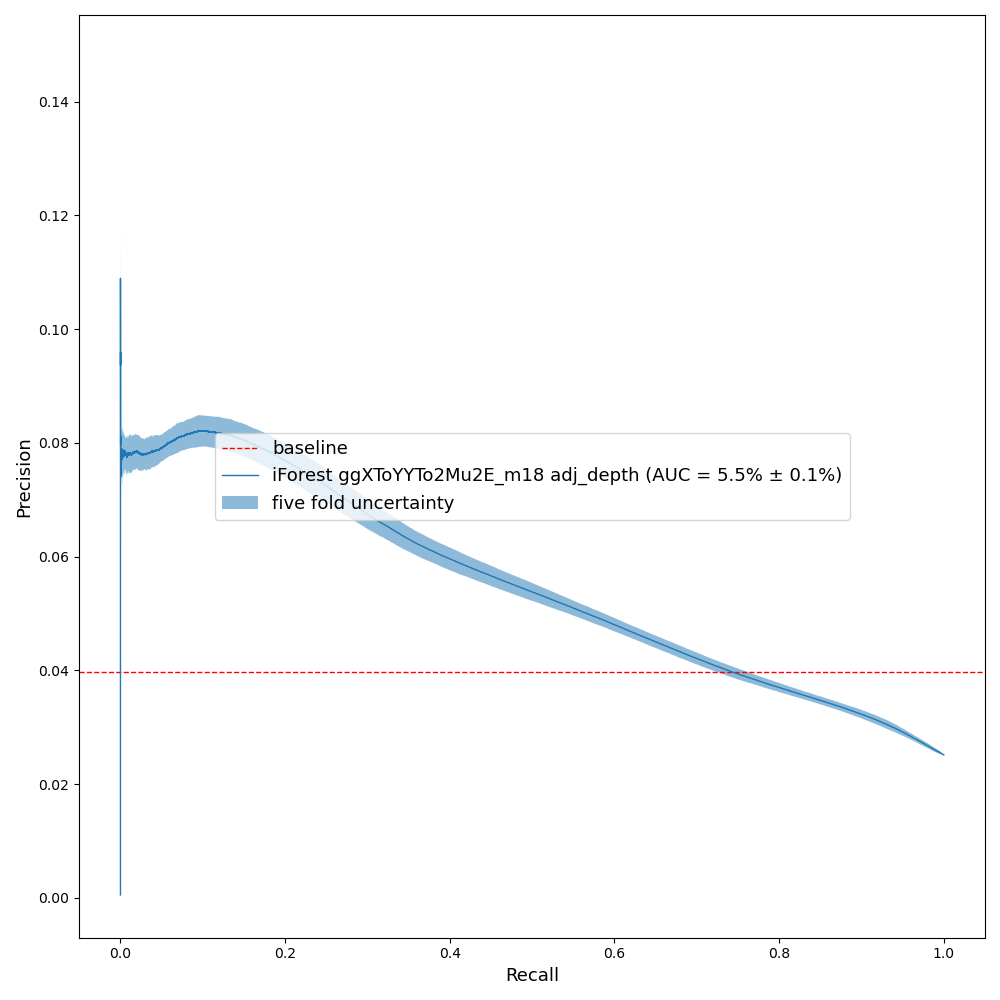 0.14
0.12
0.10
0.08
0.06
0.04
0.02
0.00
Precision
baseline
iForest ggXToYYTo2Mu2E_m18 adj_depth (AUC = 5.5% ± 0.1%)
five fold uncertainty
0.0 0.2 0.4 0.6 0.8 1.0
Recall